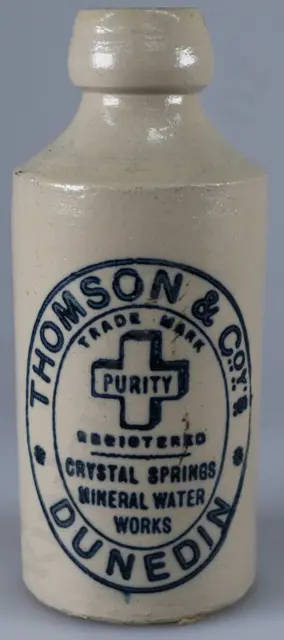 THOMSON & COY'S
TRADE MARK
PURITY
REGISTERED
CRYSTAL SPRINGS
MINERAL WATER
WORKS
DUNEDIN